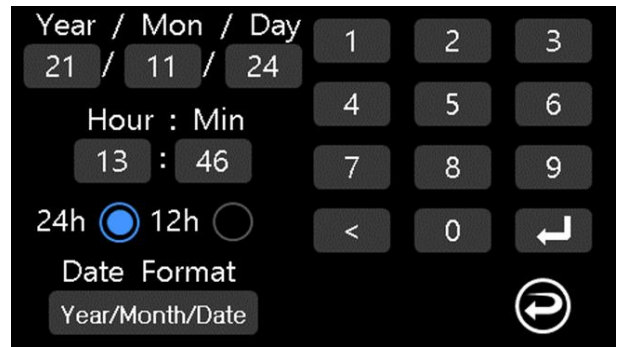 Year / Mon / Day
21 / 11 / 24
Hour : Min
13 : 46
24h 12h
Date Format
Year/Month/Date
1 2 3
4 5 6
7 8 9
< 0